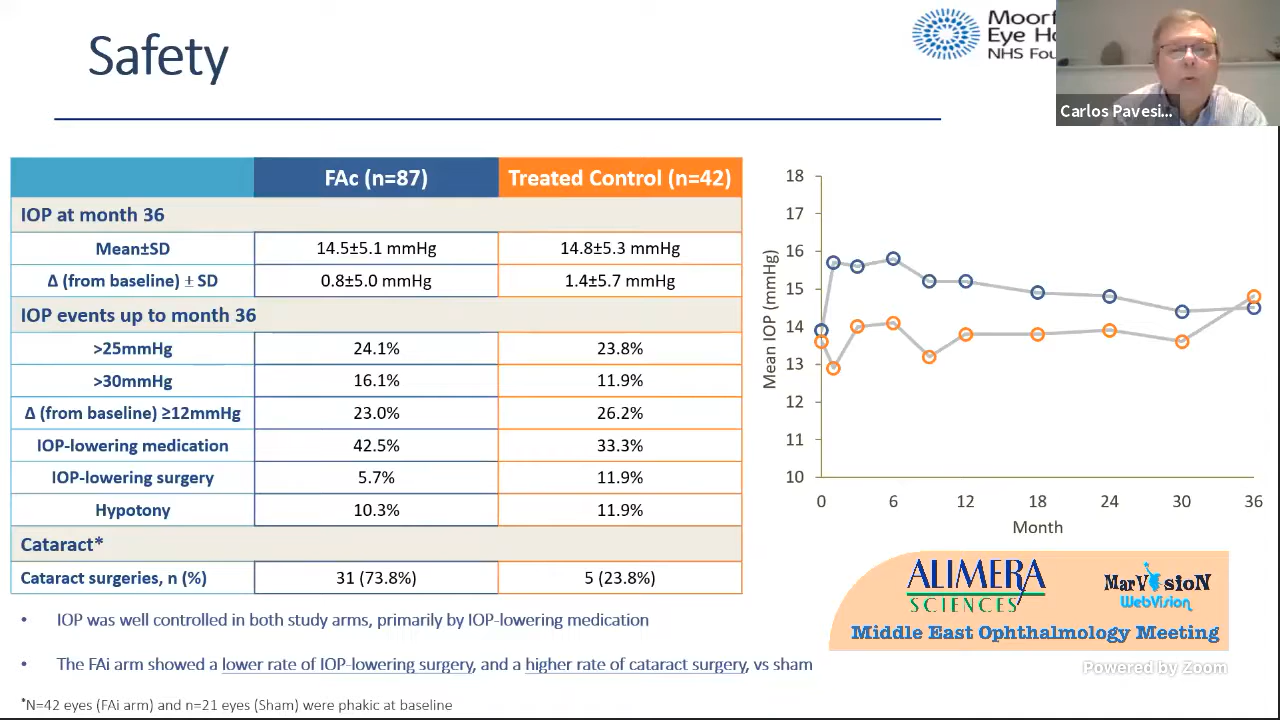 Safety
Moorf
Eye Ho
NHS Fou
Carlos Pavesi...
FAc (n=87) Treated Control (n=42)
IOP at month 36
Mean±SD 14.5±5.1 mmHg 14.8±5.3 mmHg
Δ (from baseline) ± SD 0.8±5.0 mmHg 1.4±5.7 mmHg
IOP events up to month 36
>25mmHg 24.1% 23.8%
>30mmHg 16.1% 11.9%
Δ (from baseline) ≥12mmHg 23.0% 26.2%
IOP-lowering medication 42.5% 33.3%
IOP-lowering surgery 5.7% 11.9%
Hypotony 10.3% 11.9%
Cataract*
Cataract surgeries, n (%) 31 (73.8%) 5 (23.8%)
• IOP was well controlled in both study arms, primarily by IOP-lowering medication
• The FAi arm showed a lower rate of IOP-lowering surgery, and a higher rate of cataract surgery, vs sham
*N=42 eyes (FAi arm) and n=21 eyes (Sham) were phakic at baseline
Mean IOP (mmHg)
18
17
16
15
14
13
12
11
10
0 6 12 18 24 30 36
Month
ALIMERA
SCIENCES
MarVisioN
WebVision
Middle East Ophthalmology Meeting
Powered by Zoom